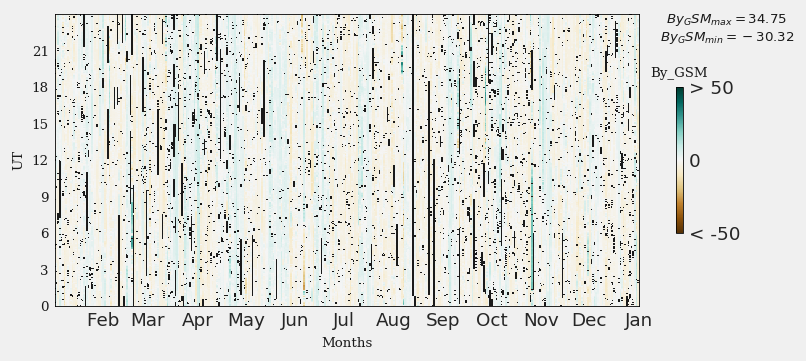 By_GSM_max = 34.75
By_GSM_min = −30.32
By_GSM
> 50
0
< -50
21
18
15
12
9
6
3
0
UT
Feb Mar Apr May Jun Jul Aug Sep Oct Nov Dec Jan
Months